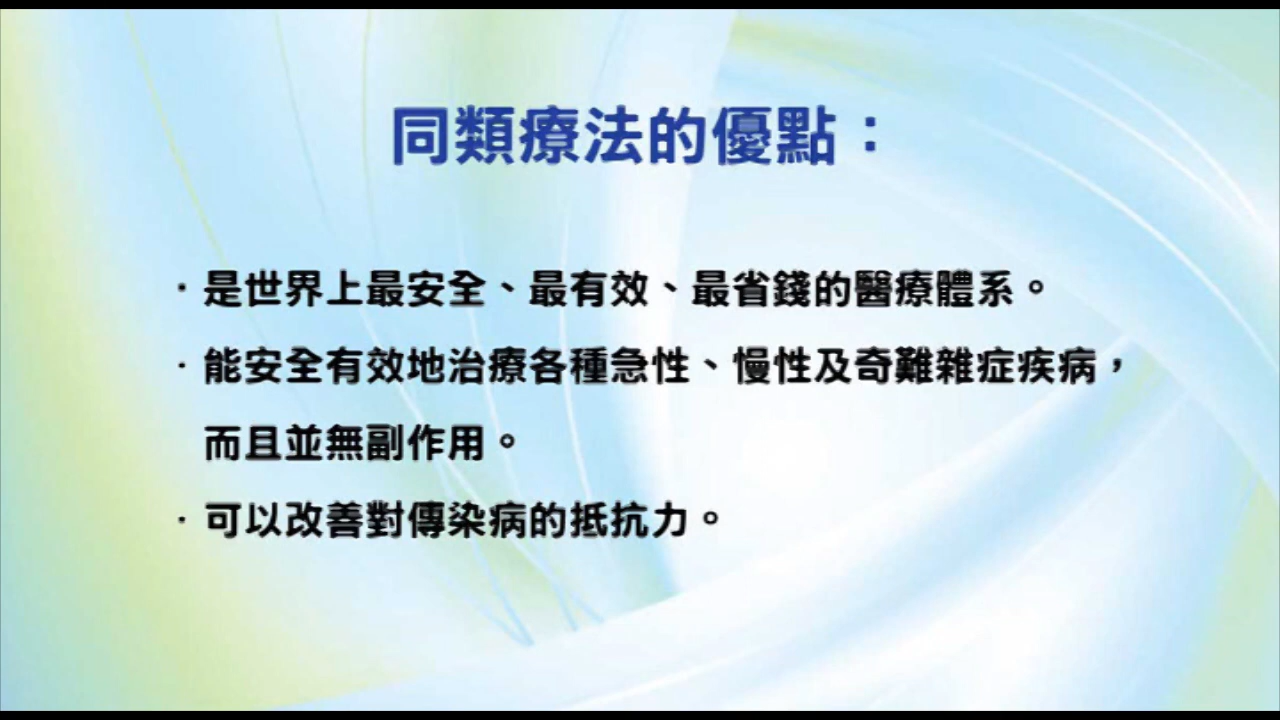 同類療法的優點：
·是世界上最安全、最有效、最省錢的醫療體系。
·能安全有效地治療各種急性、慢性及奇難雜症疾病，
而且並無副作用。
·可以改善對傳染病的抵抗力。